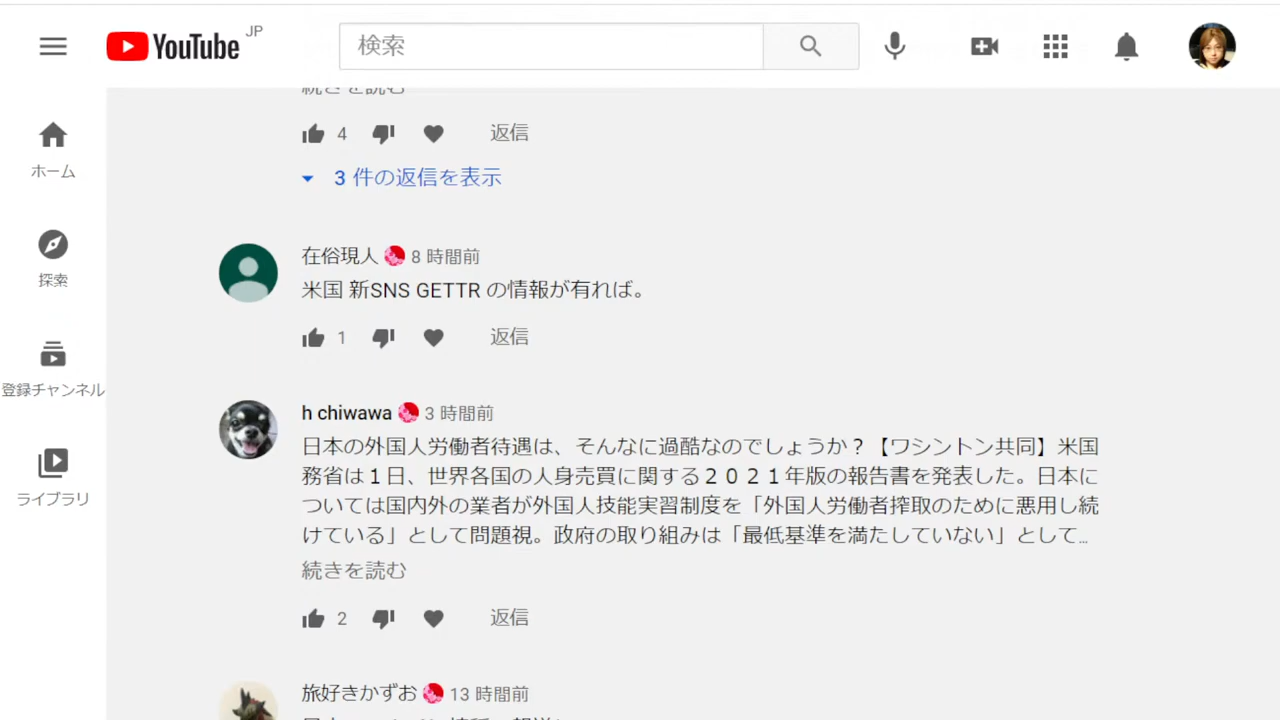 YouTube JP
検索
続きを読む
4 返信
3 件の返信を表示
ホーム
探索
登録チャンネル
ライブラリ
在俗現人 8 時間前
米国 新SNS GETTR の情報が有れば。
1 返信
h chiwawa 3 時間前
日本の外国人労働者待遇は、そんなに過酷なのでしょうか？【ワシントン共同】米国
務省は１日、世界各国の人身売買に関する２０２１年版の報告書を発表した。日本に
ついては国内外の業者が外国人技能実習制度を「外国人労働者搾取のために悪用し続
けている」として問題視。政府の取り組みは「最低基準を満たしていない」として...
続きを読む
2 返信
旅好きかずお 13 時間前